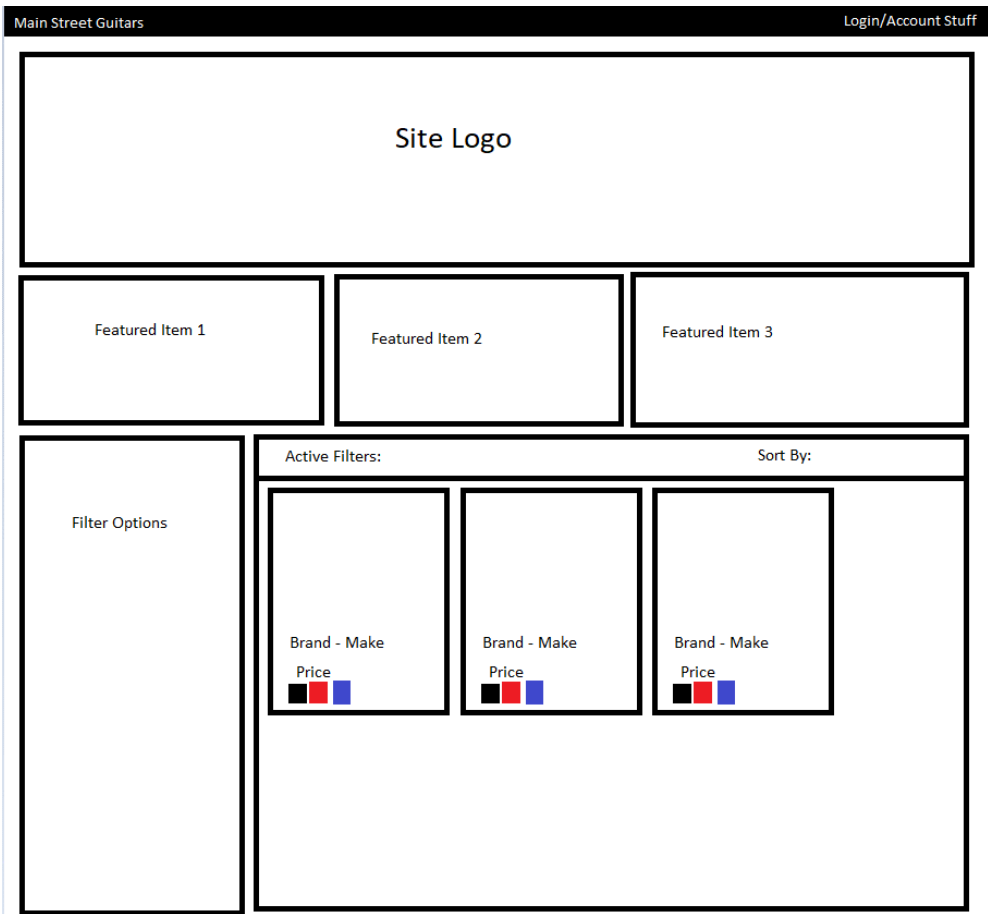 Main Street Guitars
Login/Account Stuff
Site Logo
Featured Item 1
Featured Item 2
Featured Item 3
Filter Options
Active Filters:
Sort By:
Brand - Make
Price
Brand - Make
Price
Brand - Make
Price